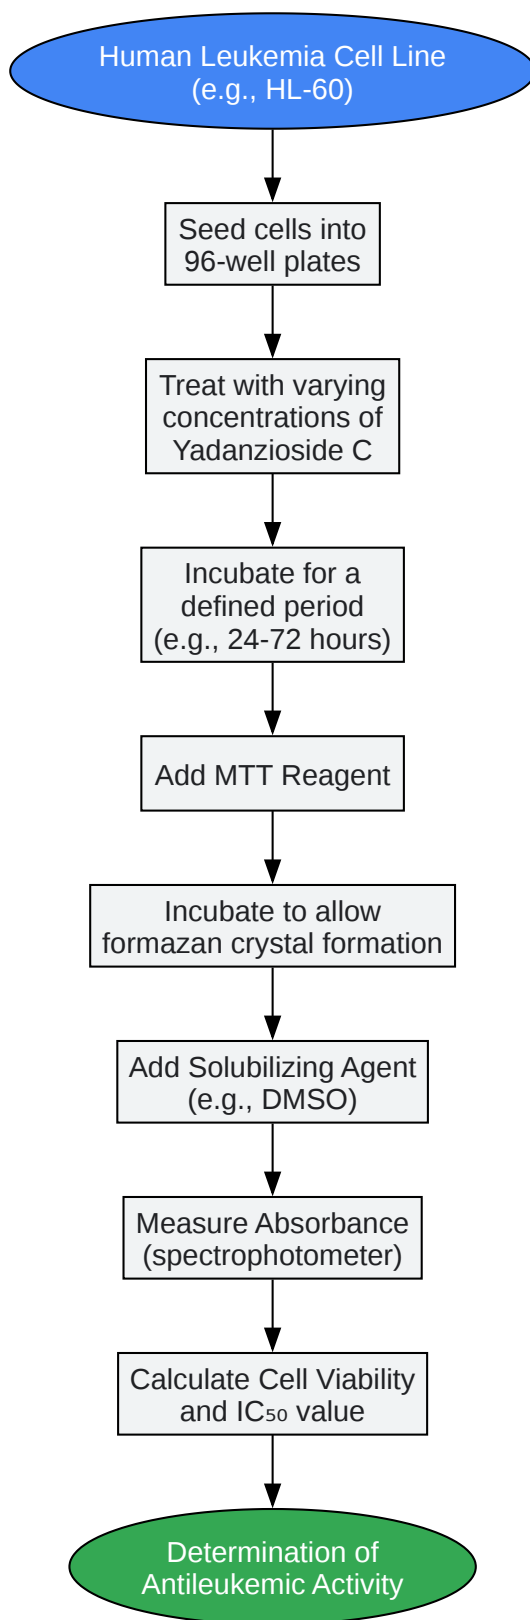 Human Leukemia Cell Line
(e.g., HL-60)
Seed cells into
96-well plates
Treat with varying
concentrations of
Yadanzioside C
Incubate for a
defined period
(e.g., 24-72 hours)
Add MTT Reagent
Incubate to allow
formazan crystal formation
Add Solubilizing Agent
(e.g., DMSO)
Measure Absorbance
(spectrophotometer)
Calculate Cell Viability
and IC₅₀ value
Determination of
Antileukemic Activity